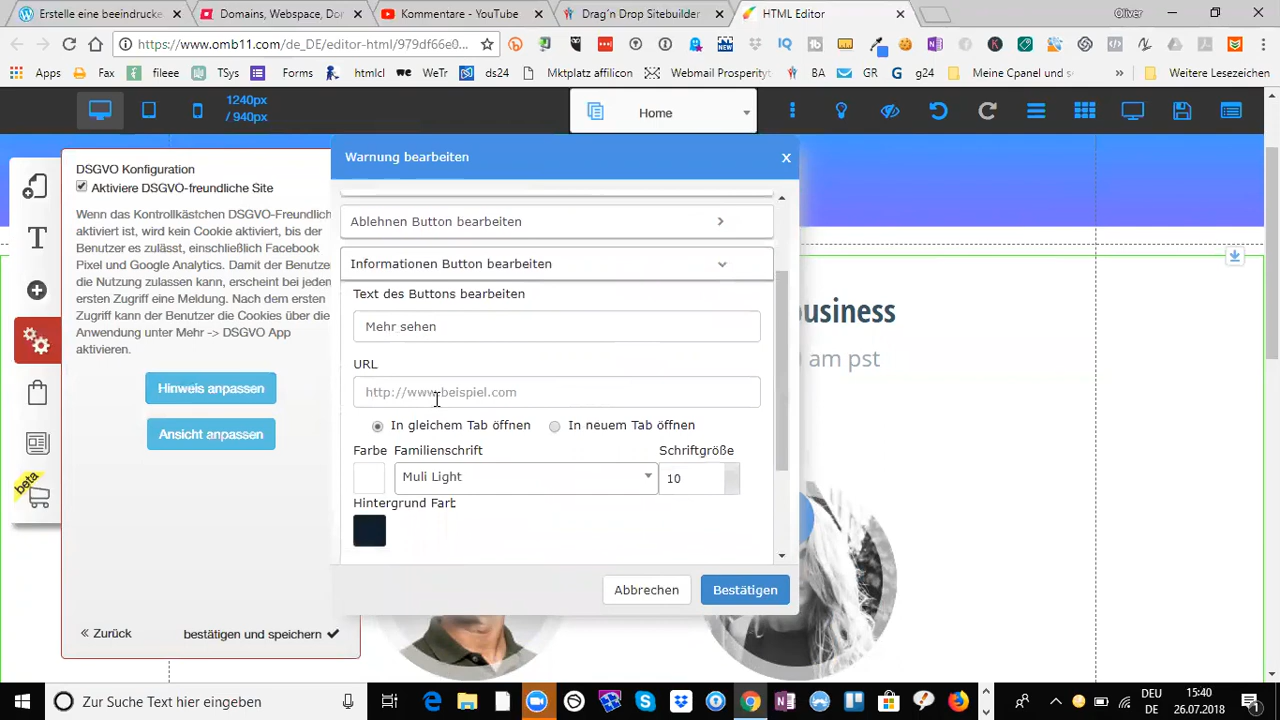 Erstelle eine beeindrucke
Domains, Webspace, Dom
Kommentare - YouTube
Drag´n Drop Sitebuilder
HTML Editor
Oliver
https://www.omb11.com/de_DE/editor-html/979df66e0...
Apps
Fax
fileee
TSys
Forms
htmlcl
WeTr
ds24
Mktplatz affilicon
Webmail Prosperity
BA
GR
g24
Meine Canela und s
Weitere Lesezeichen
1240px
/ 940px
Home
DSGVO Konfiguration
Aktiviere DSGVO-freundliche Site
Wenn das Kontrollkästchen DSGVO-Freundlich
aktiviert ist, wird kein Cookie aktiviert, bis der
Benutzer es zulässt, einschließlich Facebook
Pixel und Google Analytics. Damit der Benutze
die Nutzung zulassen kann, erscheint bei jedem
ersten Zugriff eine Meldung. Nach dem ersten
Zugriff kann der Benutzer die Cookies über die
Anwendung unter Mehr -> DSGVO App
aktivieren.
Hinweis anpassen
Ansicht anpassen
beta
« Zurück
bestätigen und speichern
Warnung bearbeiten
x
Ablehnen Button bearbeiten
Informationen Button bearbeiten
Text des Buttons bearbeiten
Mehr sehen
URL
http://www.beispiel.com
In gleichem Tab öffnen
In neuem Tab öffnen
Farbe
Familienschrift
Schriftgröße
Muli Light
10
Hintergrund Farbe
Abbrechen
Bestätigen
business
am pst
Zur Suche Text hier eingeben
DEU
DE
15:40
26.07.2018